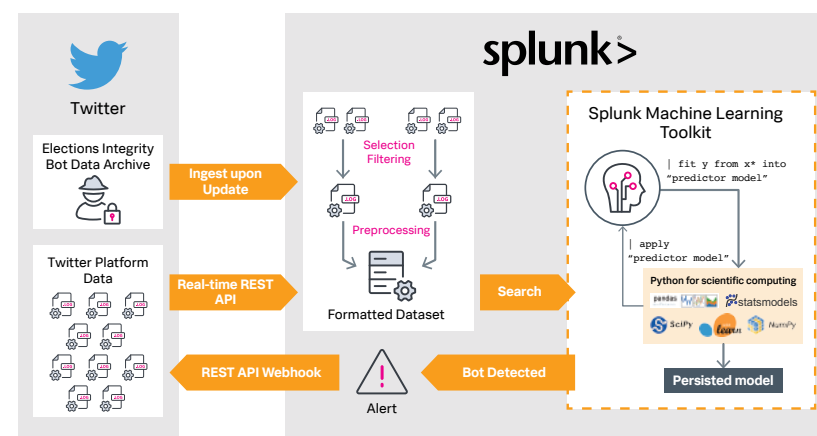 splunk>
Twitter
Elections Integrity
Bot Data Archive
Ingest upon
Update
Twitter Platform
Data
Real-time REST
API
REST API Webhook
Selection
Filtering
Preprocessing
Formatted Dataset
Search
Alert
Bot Detected
Splunk Machine Learning
Toolkit
| fit y from x* into
"predictor model"
| apply
"predictor model"
Python for scientific computing
pandas
statsmodels
SciPy
learn
NumPy
Persisted model